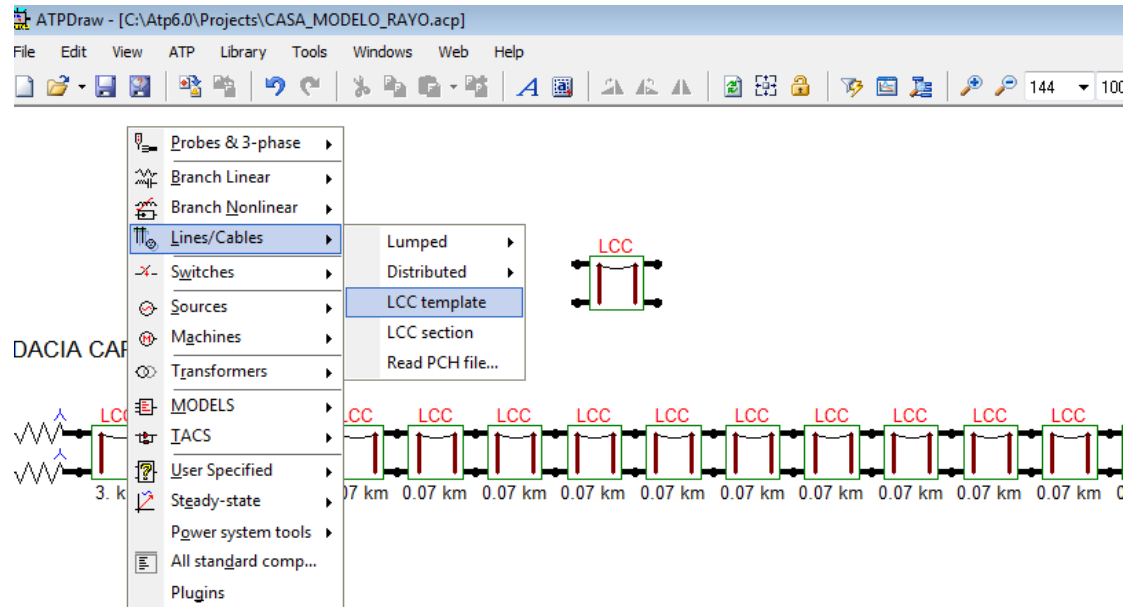 ATPDraw - [C:\Atp6.0\Projects\CASA_MODELO_RAYO.acp]
File Edit View ATP Library Tools Windows Web Help
A a 144 100
Probes & 3-phase
Branch Linear
Branch Nonlinear
Lines/Cables
Switches
Sources
Machines
Transformers
MODELS
TACS
User Specified
Steady-state
Power system tools
All standard comp...
Plugins
Lumped
Distributed
LCC template
LCC section
Read PCH file...
LCC
DACIA CAR
LCC LCC LCC LCC LCC LCC LCC LCC LCC LCC LCC
3. k 07 km 0.07 km 0.07 km 0.07 km 0.07 km 0.07 km 0.07 km 0.07 km 0.07 km 0